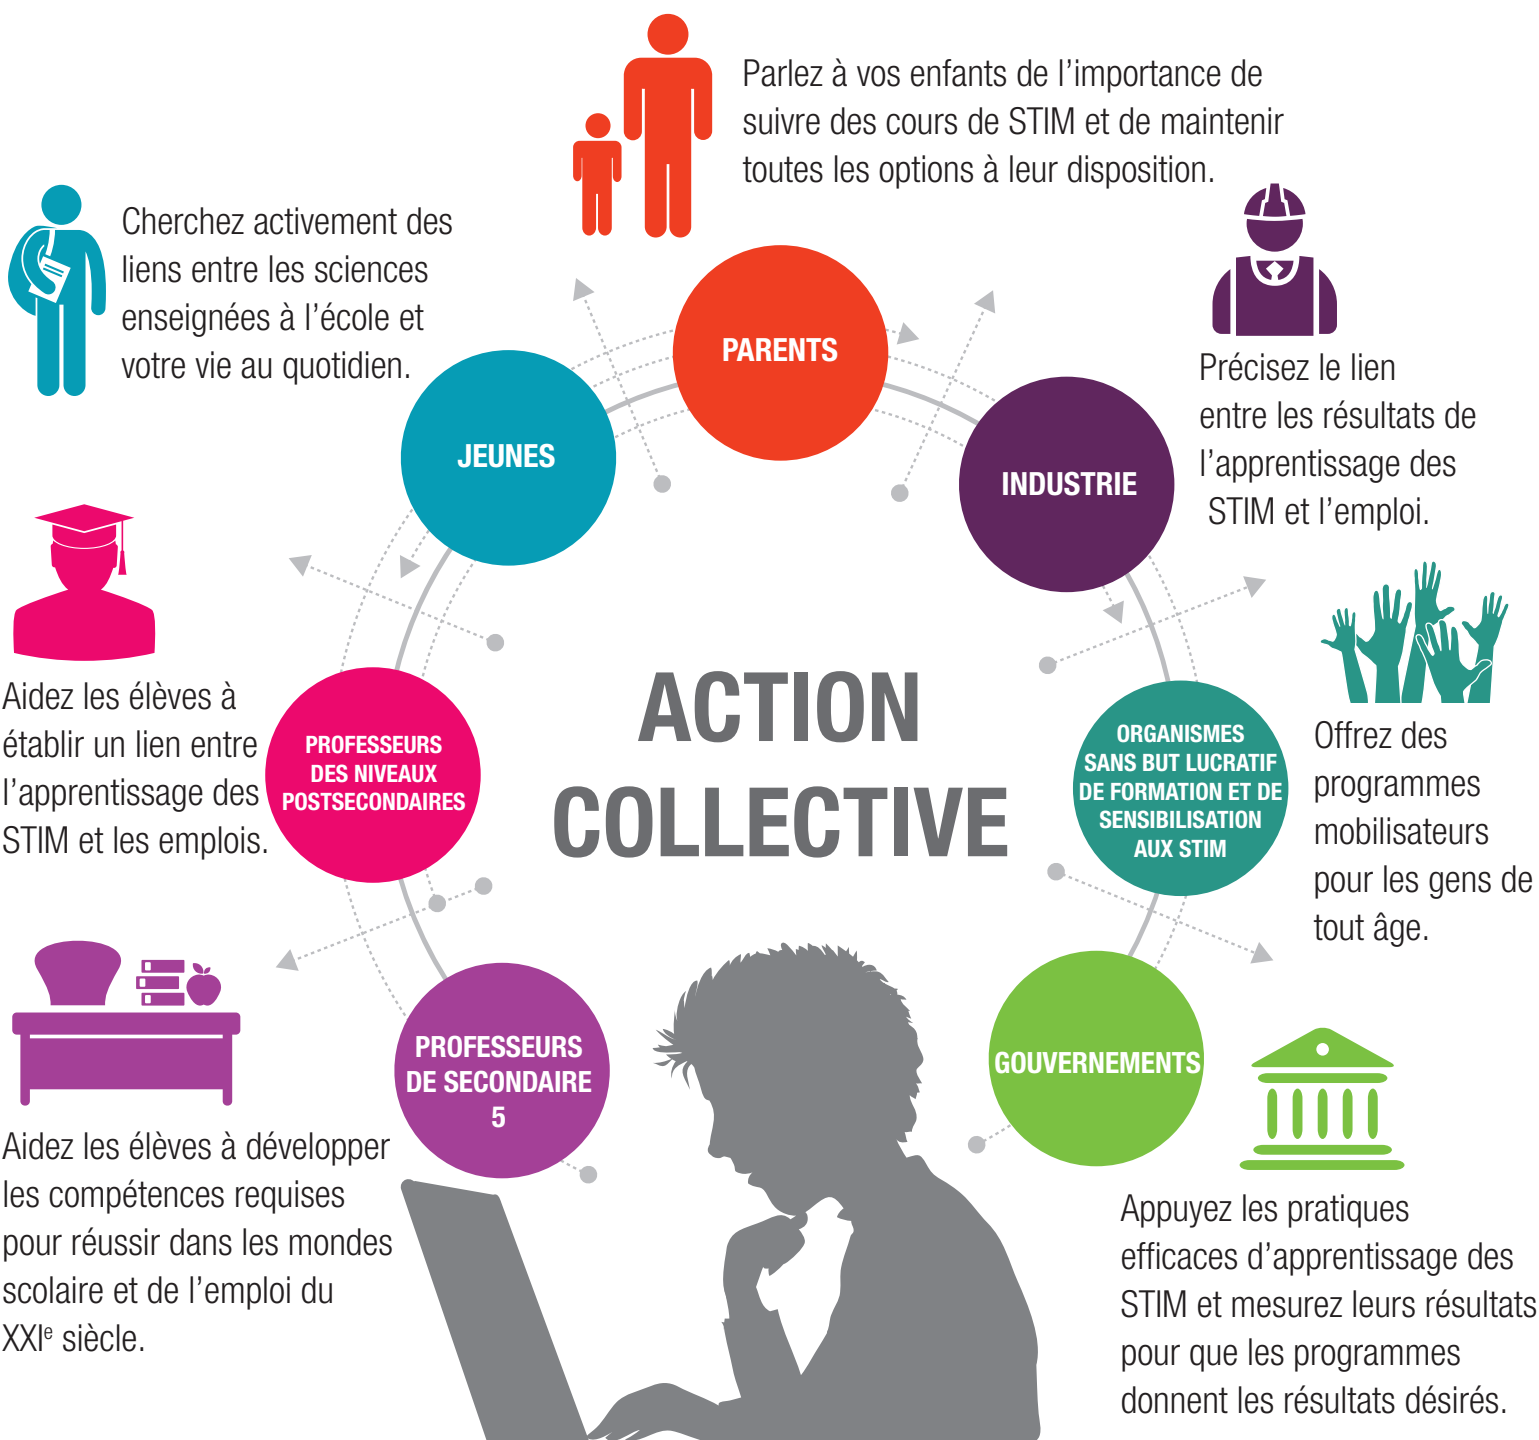 Parlez à vos enfants de l’importance de
suivre des cours de STIM et de maintenir
toutes les options à leur disposition.
Cherchez activement des
liens entre les sciences
enseignées à l’école et
votre vie au quotidien.
PARENTS
JEUNES
INDUSTRIE
Précisez le lien
entre les résultats de
l’apprentissage des
STIM et l’emploi.
Aidez les élèves à
établir un lien entre
l’apprentissage des
STIM et les emplois.
PROFESSEURS
DES NIVEAUX
POSTSECONDAIRES
ACTION
COLLECTIVE
ORGANISMES
SANS BUT LUCRATIF
DE FORMATION ET DE
SENSIBILISATION
AUX STIM
Offrez des
programmes
mobilisateurs
pour les gens de
tout âge.
PROFESSEURS
DE SECONDAIRE
5
GOUVERNEMENTS
Aidez les élèves à développer
les compétences requises
pour réussir dans les mondes
scolaire et de l’emploi du
XXIe siècle.
Appuyez les pratiques
efficaces d’apprentissage des
STIM et mesurez leurs résultats
pour que les programmes
donnent les résultats désirés.